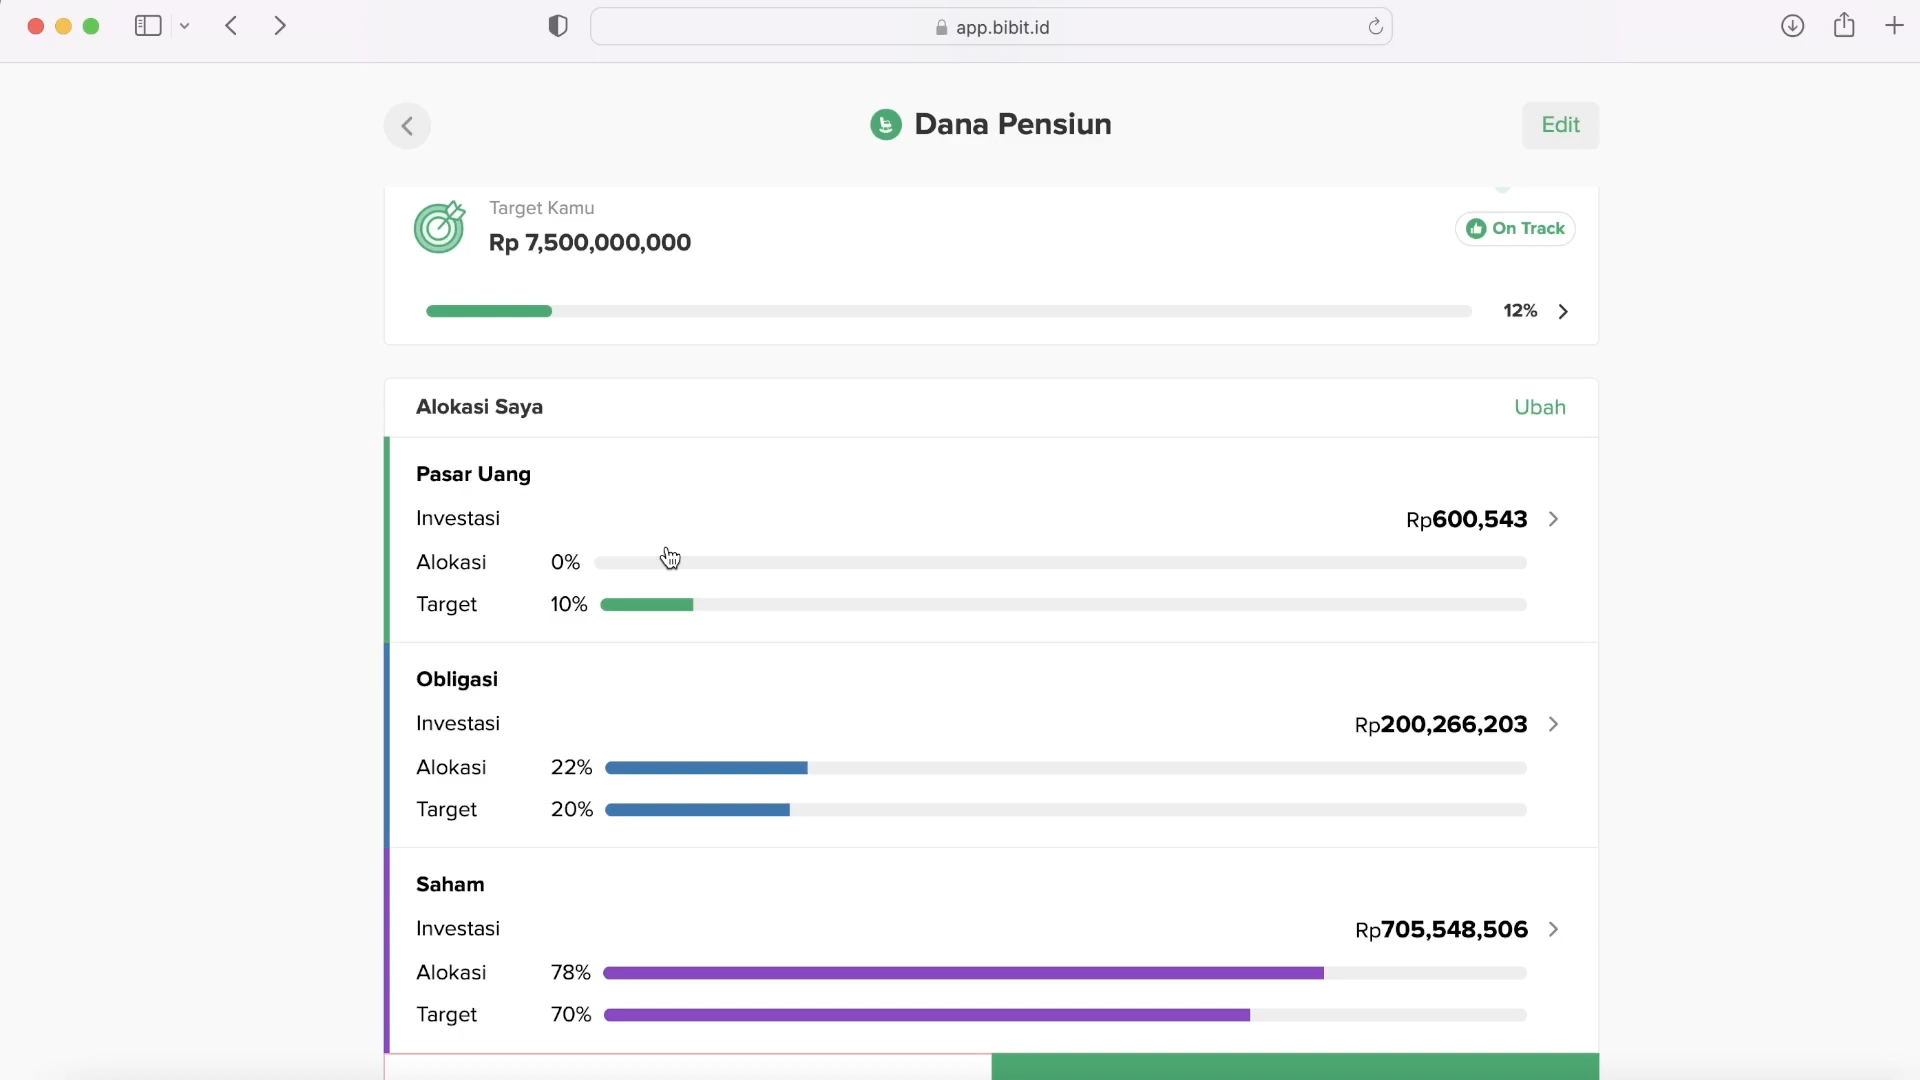 app.bibit.id
Dana Pensiun
Edit
Target Kamu
Rp 7,500,000,000
On Track
12%
Alokasi Saya
Ubah
Pasar Uang
Investasi Rp600,543
Alokasi 0%
Target 10%
Obligasi
Investasi Rp200,266,203
Alokasi 22%
Target 20%
Saham
Investasi Rp705,548,506
Alokasi 78%
Target 70%